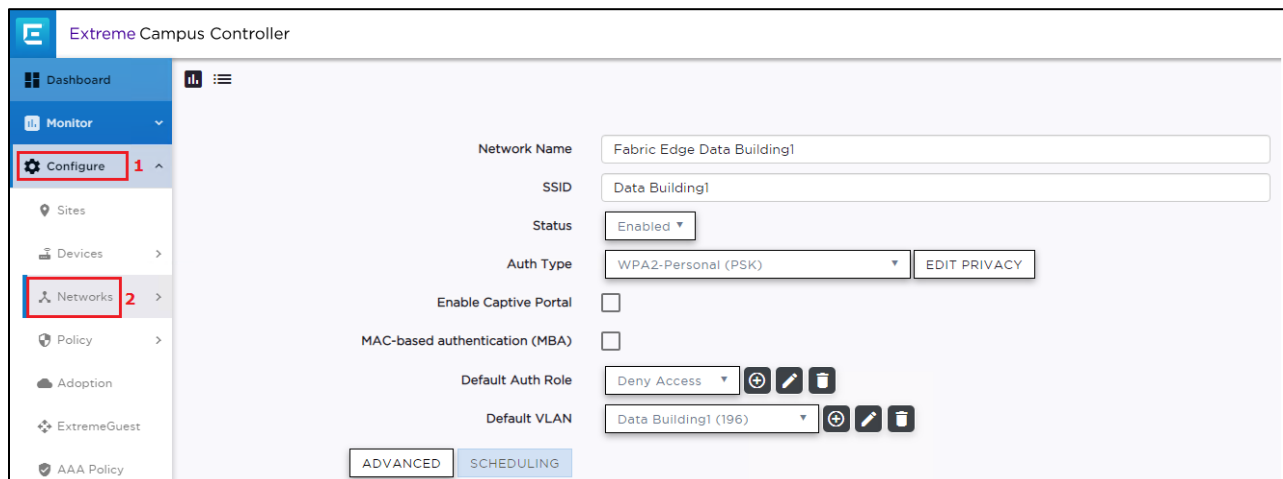 Extreme Campus Controller
Dashboard
Monitor
Configure 1
Sites
Devices
Networks 2
Policy
Adoption
ExtremeGuest
AAA Policy
Network Name Fabric Edge Data Building1
SSID Data Building1
Status Enabled
Auth Type WPA2-Personal (PSK) EDIT PRIVACY
Enable Captive Portal
MAC-based authentication (MBA)
Default Auth Role Deny Access
Default VLAN Data Building1 (196)
ADVANCED SCHEDULING